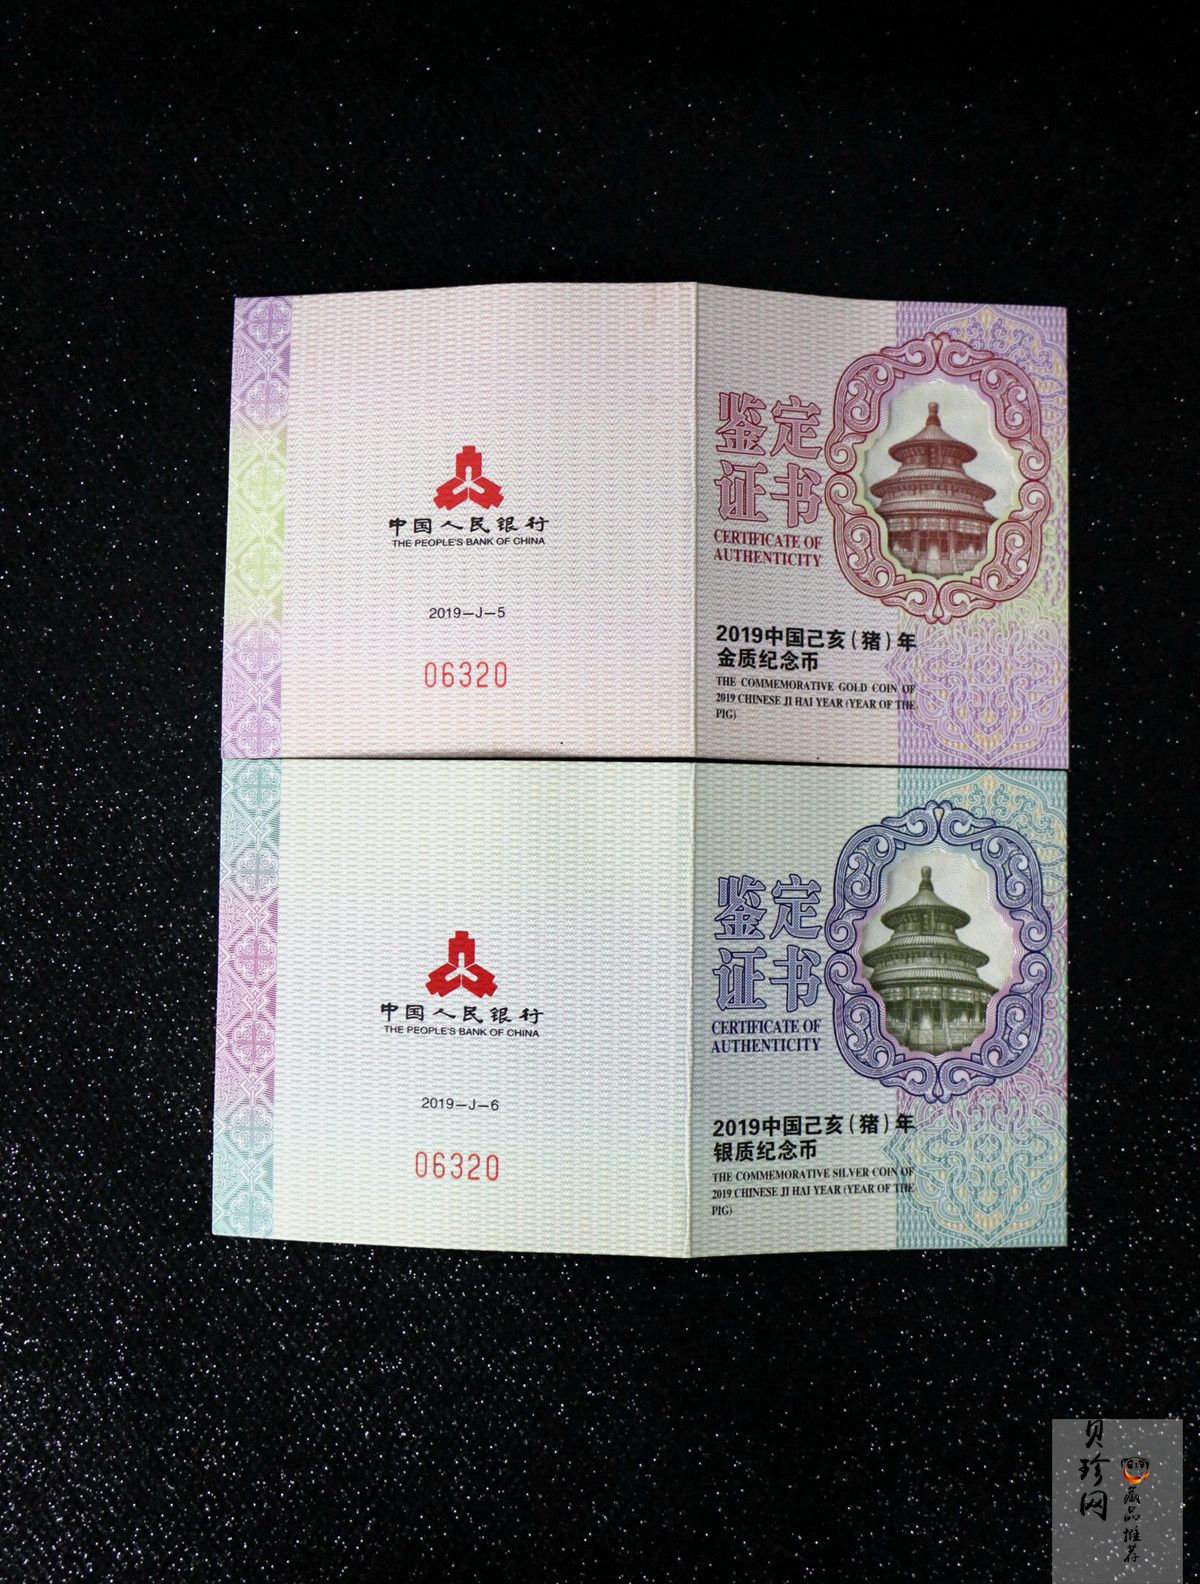 中国人民银行
THE PEOPLE'S BANK OF CHINA
2019-J-5
06320
鉴定
证书
CERTIFICATE OF
AUTHENTICITY
2019中国己亥(猪)年
金质纪念币
THE COMMEMORATIVE GOLD COIN OF
2019 CHINESE JI HAI YEAR (YEAR OF THE
PIG)
中国人民银行
THE PEOPLE'S BANK OF CHINA
2019-J-6
06320
鉴定
证书
CERTIFICATE OF
AUTHENTICITY
2019中国己亥(猪)年
银质纪念币
THE COMMEMORATIVE SILVER COIN OF
2019 CHINESE JI HAI YEAR (YEAR OF THE
PIG)
贝珍网
藏品推荐